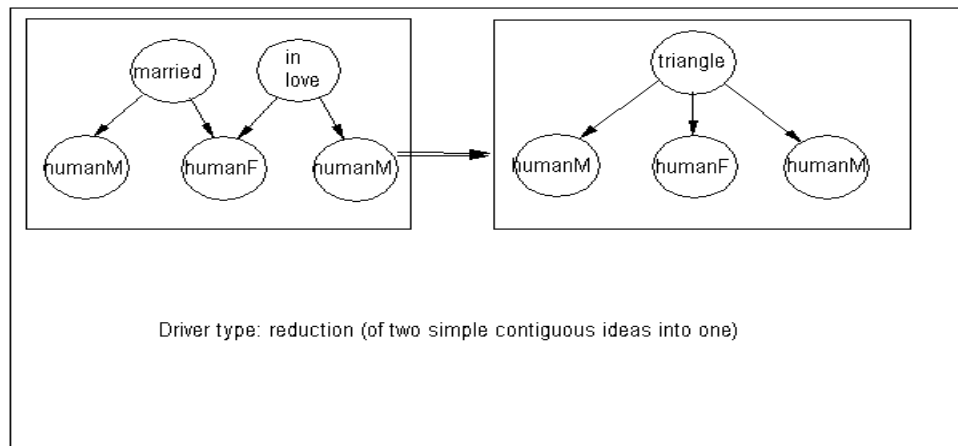 married
in
love
humanM
humanF
humanM
triangle
humanM
humanF
humanM
Driver type: reduction (of two simple contiguous ideas into one)